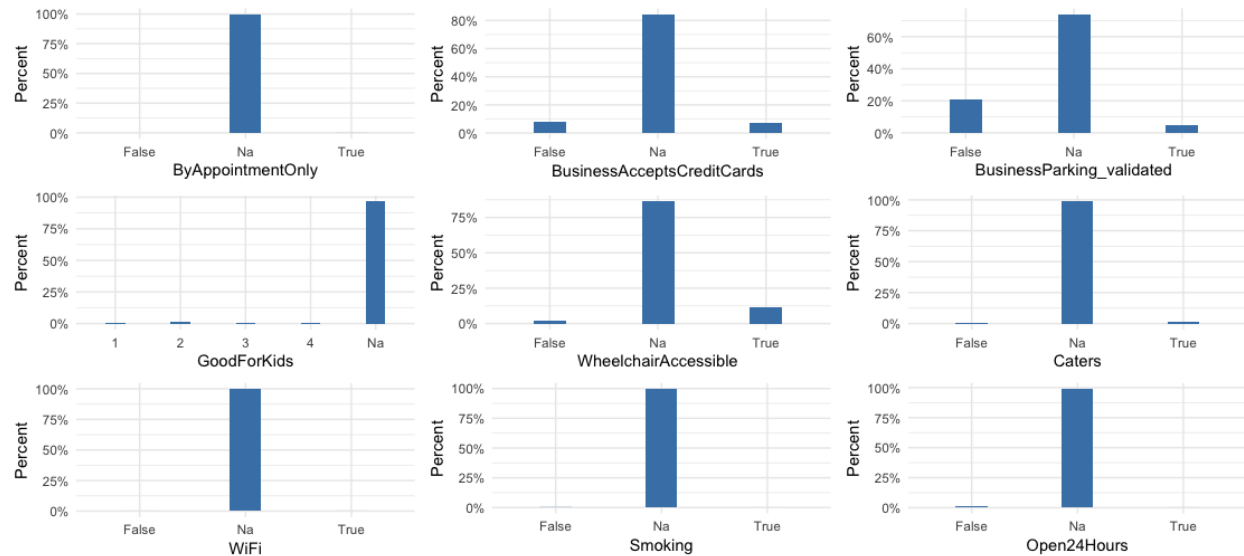 100%
75%
50%
25%
0%
Percent
False Na True
ByAppointmentOnly
80%
60%
40%
20%
0%
Percent
False Na True
BusinessAcceptsCreditCards
60%
40%
20%
0%
Percent
False Na True
BusinessParking_validated
100%
75%
50%
25%
0%
Percent
1 2 3 4 Na
GoodForKids
75%
50%
25%
0%
Percent
False Na True
WheelchairAccessible
100%
75%
50%
25%
0%
Percent
False Na True
Caters
100%
75%
50%
25%
0%
Percent
False Na True
WiFi
100%
75%
50%
25%
0%
Percent
False Na True
Smoking
100%
75%
50%
25%
0%
Percent
False Na True
Open24Hours